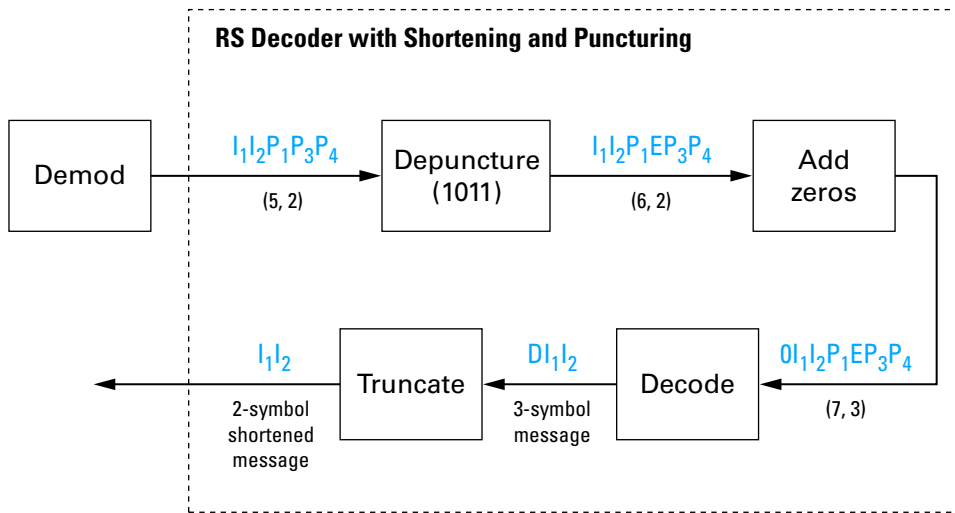 RS Decoder with Shortening and Puncturing
Demod
I₁I₂P₁P₃P₄
(5, 2)
Depuncture
(1011)
I₁I₂P₁EP₃P₄
(6, 2)
Add
zeros
0I₁I₂P₁EP₃P₄
(7, 3)
Decode
DI₁I₂
3-symbol
message
Truncate
I₁I₂
2-symbol
shortened
message